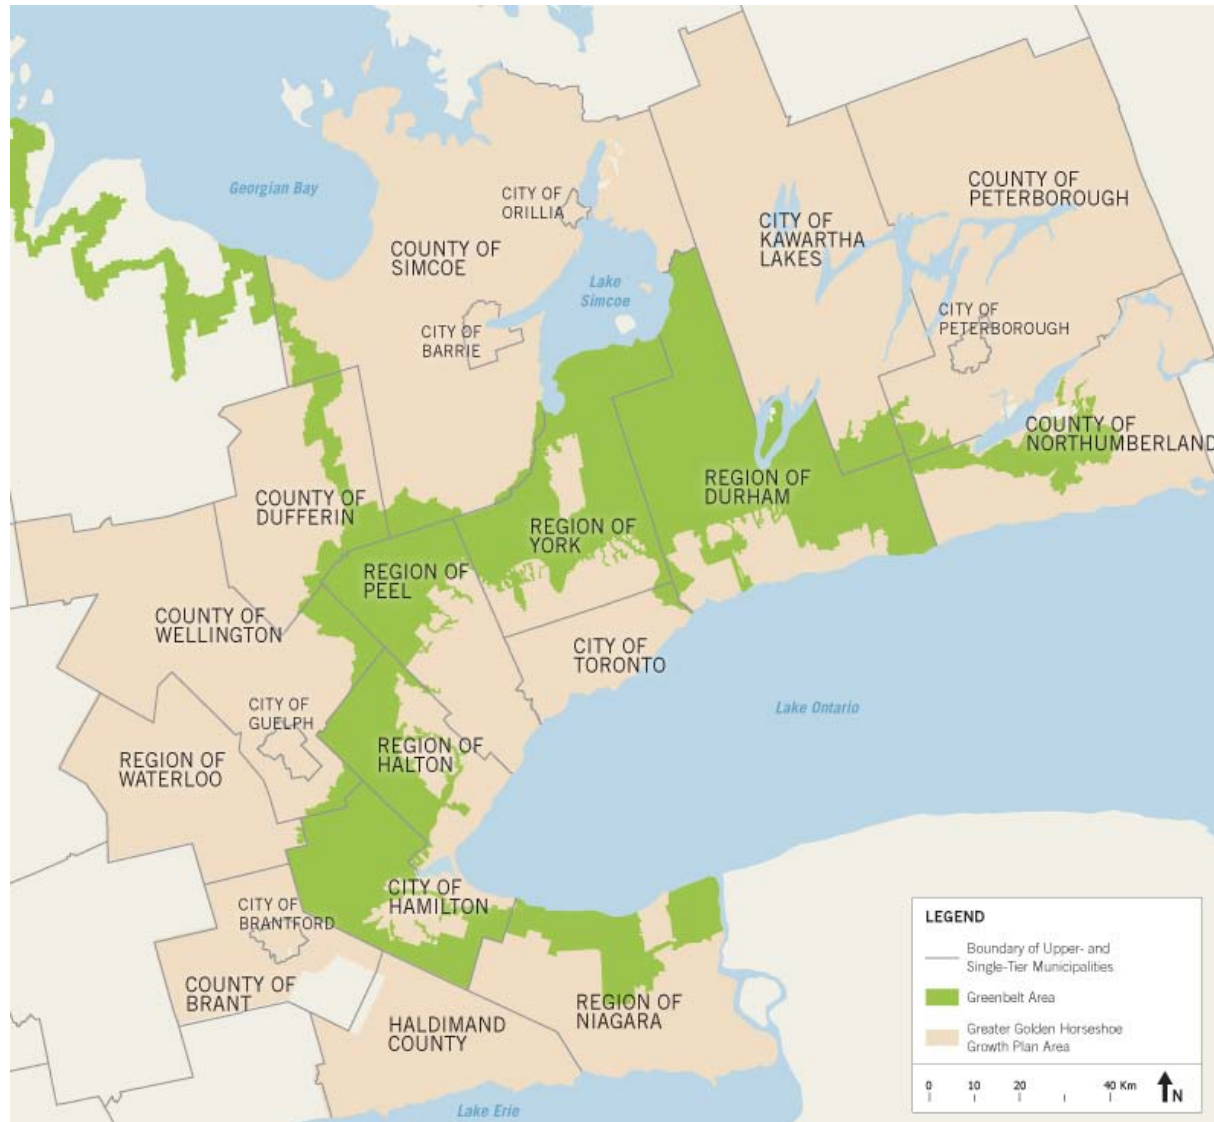 Georgian Bay
CITY OF
ORILLIA
COUNTY OF
SIMCOE
Lake
Simcoe
CITY OF
BARRIE
CITY OF
KAWARTHA
LAKES
COUNTY OF
PETERBOROUGH
CITY OF
PETERBOROUGH
COUNTY OF
NORTHUMBERLAND
COUNTY OF
DUFFERIN
REGION OF
YORK
REGION OF
DURHAM
REGION OF
PEEL
COUNTY OF
WELLINGTON
CITY OF
TORONTO
CITY OF
GUELPH
Lake Ontario
REGION OF
WATERLOO
REGION OF
HALTON
CITY OF
HAMILTON
CITY OF
BRANTFORD
COUNTY OF
BRANT
REGION OF
NIAGARA
HALDIMAND
COUNTY
Lake Erie
LEGEND
Boundary of Upper- and
Single-Tier Municipalities
Greenbelt Area
Greater Golden Horseshoe
Growth Plan Area
0 10 20 40 Km
N